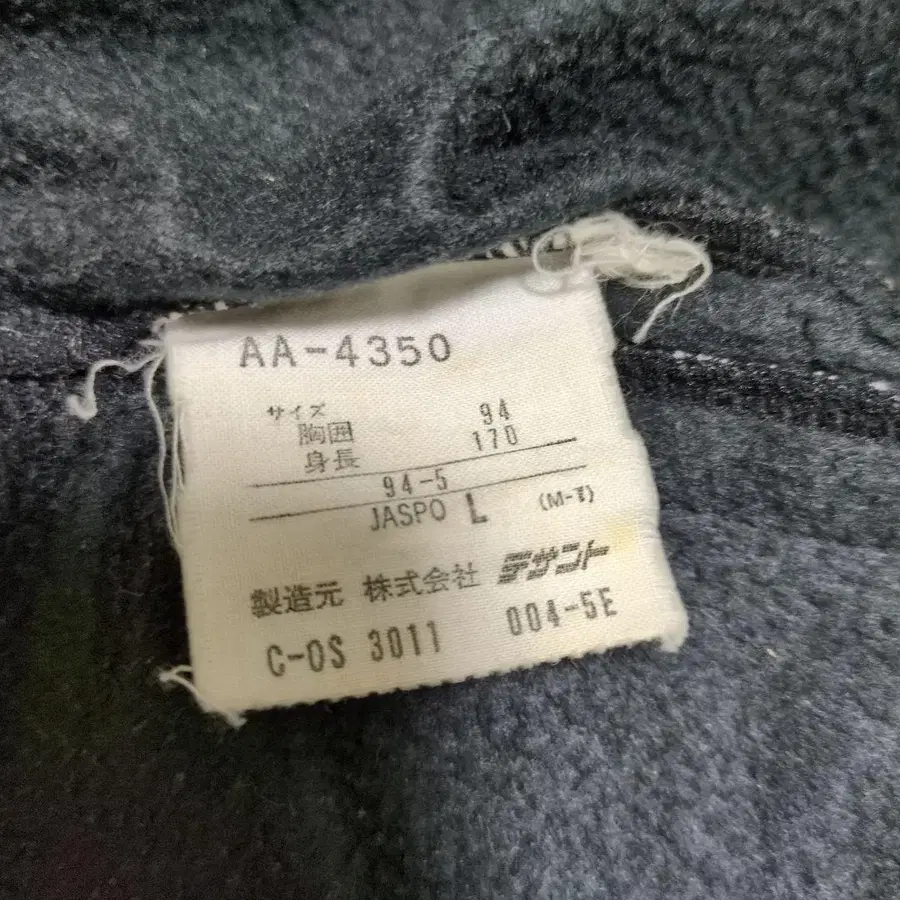 AA-4350
サイズ
胸囲 94
身長 170
94-5
JASPO L (M-Ⅱ)
製造元 株式会社 デサント
C-OS 3011 004-5E